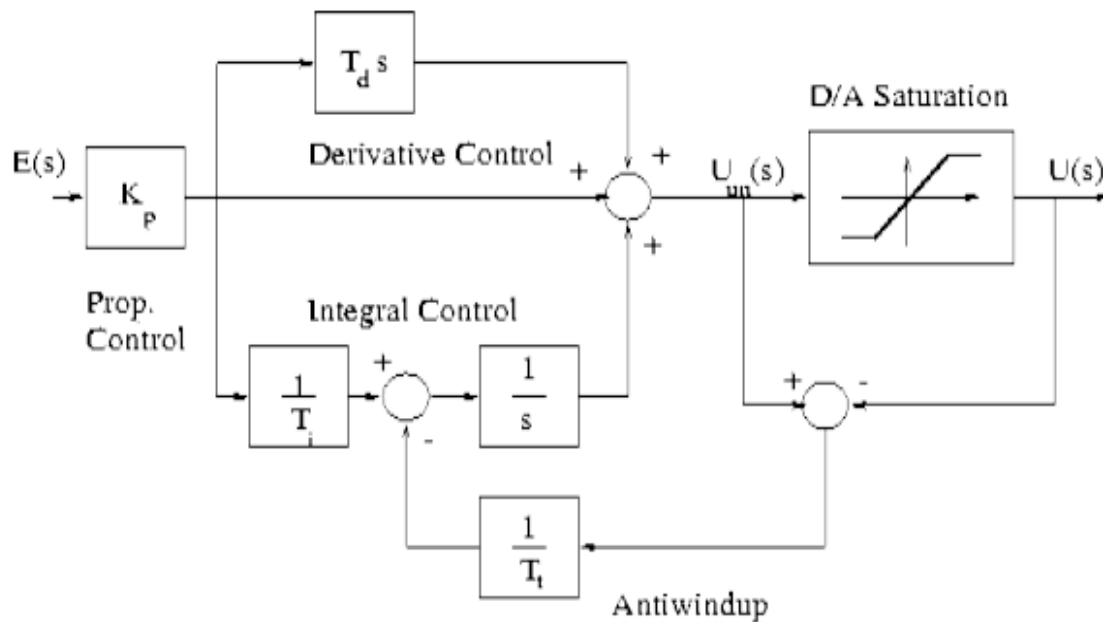 T_d s
D/A Saturation
E(s)
Derivative Control
+
+
U_un(s)
U(s)
K_p
+
Prop.
Control
Integral Control
1
T_i
+
-
1
s
+
-
1
T_t
Antiwindup